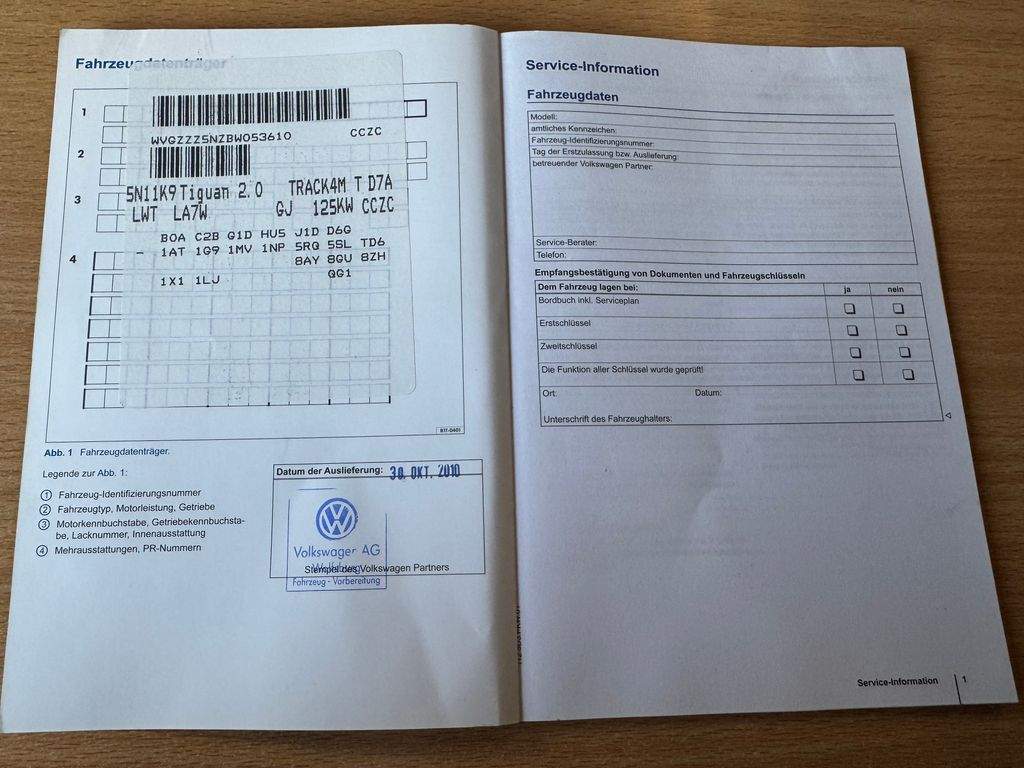 Fahrzeugdatenträger
1
WVGZZZ5NZBW053610 CCZC
2
3
5N11K9 Tiguan 2.0 TRACK4M T D7A
LWT LA7W GJ 125KW CCZC
B0A C2B G1D HU5 J1D D6G
4
- 1AT 1G9 1MV 1NP 5RQ 5SL TD6
8AY 8GU 8ZH
1X1 1LJ QG1
B1T-0401
Abb. 1 Fahrzeugdatenträger.
Legende zur Abb. 1:
① Fahrzeug-Identifizierungsnummer
② Fahrzeugtyp, Motorleistung, Getriebe
③ Motorkennbuchstabe, Getriebekennbuchsta-
be, Lacknummer, Innenausstattung
④ Mehrausstattungen, PR-Nummern
Datum der Auslieferung: 30. OKT. 2010
Volkswagen AG
Wolfsburg
Stempel des Volkswagen Partners
Fahrzeug - Vorbereitung
Service-Information
Fahrzeugdaten
Modell:
amtliches Kennzeichen:
Fahrzeug-Identifizierungsnummer:
Tag der Erstzulassung bzw. Auslieferung:
betreuender Volkswagen Partner:
Service-Berater:
Telefon:
Empfangsbestätigung von Dokumenten und Fahrzeugschlüsseln
Dem Fahrzeug lagen bei: ja nein
Bordbuch inkl. Serviceplan ❑ ❑
Erstschlüssel ❑ ❑
Zweitschlüssel ❑ ❑
Die Funktion aller Schlüssel wurde geprüft! ❑ ❑
Ort: Datum:
Unterschrift des Fahrzeughalters:
Service-Information 1